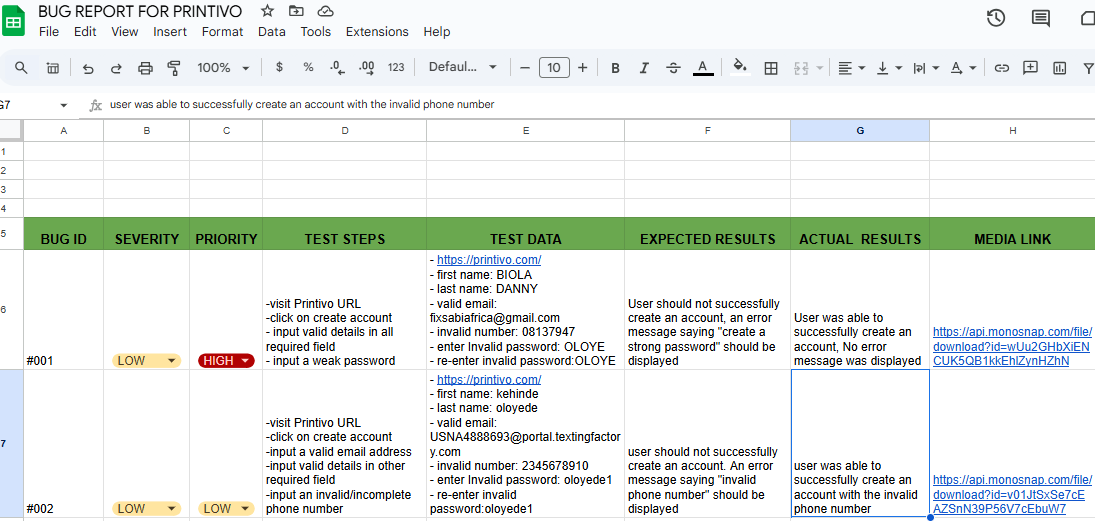 BUG REPORT FOR PRINTIVO
File Edit View Insert Format Data Tools Extensions Help
100% $ % .0 .00 123 Defaul... 10 B I S A
G7 fx user was able to successfully create an account with the invalid phone number
A B C D E F G H
1
2
3
4
5 BUG ID SEVERITY PRIORITY TEST STEPS TEST DATA EXPECTED RESULTS ACTUAL RESULTS MEDIA LINK
6
#001
LOW
HIGH
-visit Printivo URL
-click on create account
- input valid details in all
required field
- input a weak password
- https://printivo.com/
- first name: BIOLA
- last name: DANNY
- valid email:
fixsabiafrica@gmail.com
- invalid number: 08137947
- enter Invalid password: OLOYE
- re-enter Invalid password:OLOYE
User should not successfully
create an account, an error
message saying "create a
strong password" should be
displayed
User was able to
successfully create an
account, No error
message was displayed
https://api.monosnap.com/file/
download?id=wUu2GHbXiEN
CUK5QB1kkEhlZvnHZhN
7
#002
LOW
LOW
-visit Printivo URL
-click on create account
-input a valid email address
-input valid details in other
required field
-input an invalid/incomplete
phone number
- https://printivo.com/
- first name: kehinde
- last name: oloyede
- valid email:
USNA4888693@portal.textingfactor
y.com
- invalid number: 2345678910
- enter Invalid password: oloyede1
- re-enter invalid
password:oloyede1
user should not successfully
create an account. An error
message saying "invalid
phone number" should be
displayed
user was able to
successfully create an
account with the invalid
phone number
https://api.monosnap.com/file/
download?id=v01JtSxSe7cE
AZSnN39P56V7cEbuW7